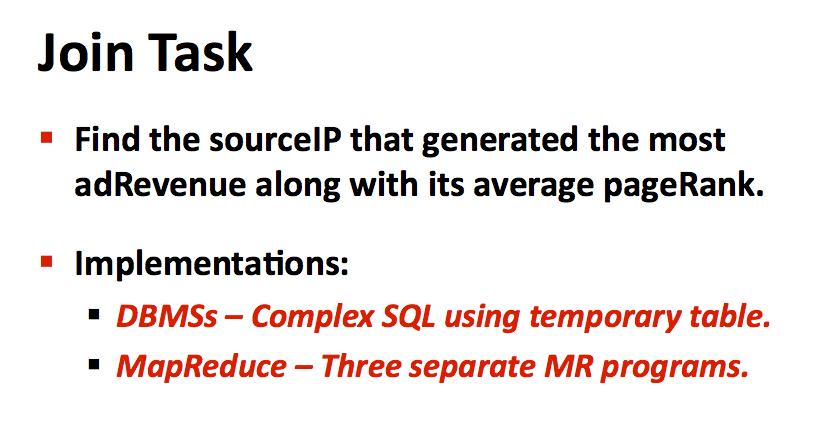 Join Task
▪ Find the sourceIP that generated the most
adRevenue along with its average pageRank.
▪ Implementations:
▪ DBMSs – Complex SQL using temporary table.
▪ MapReduce – Three separate MR programs.